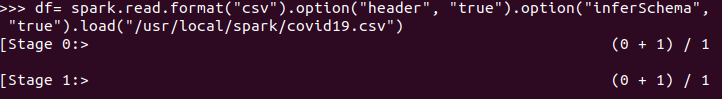 >>> df= spark.read.format("csv").option("header", "true").option("inferSchema",
 "true").load("/usr/local/spark/covid19.csv")
[Stage 0:>                                                          (0 + 1) / 1
[Stage 1:>                                                          (0 + 1) / 1